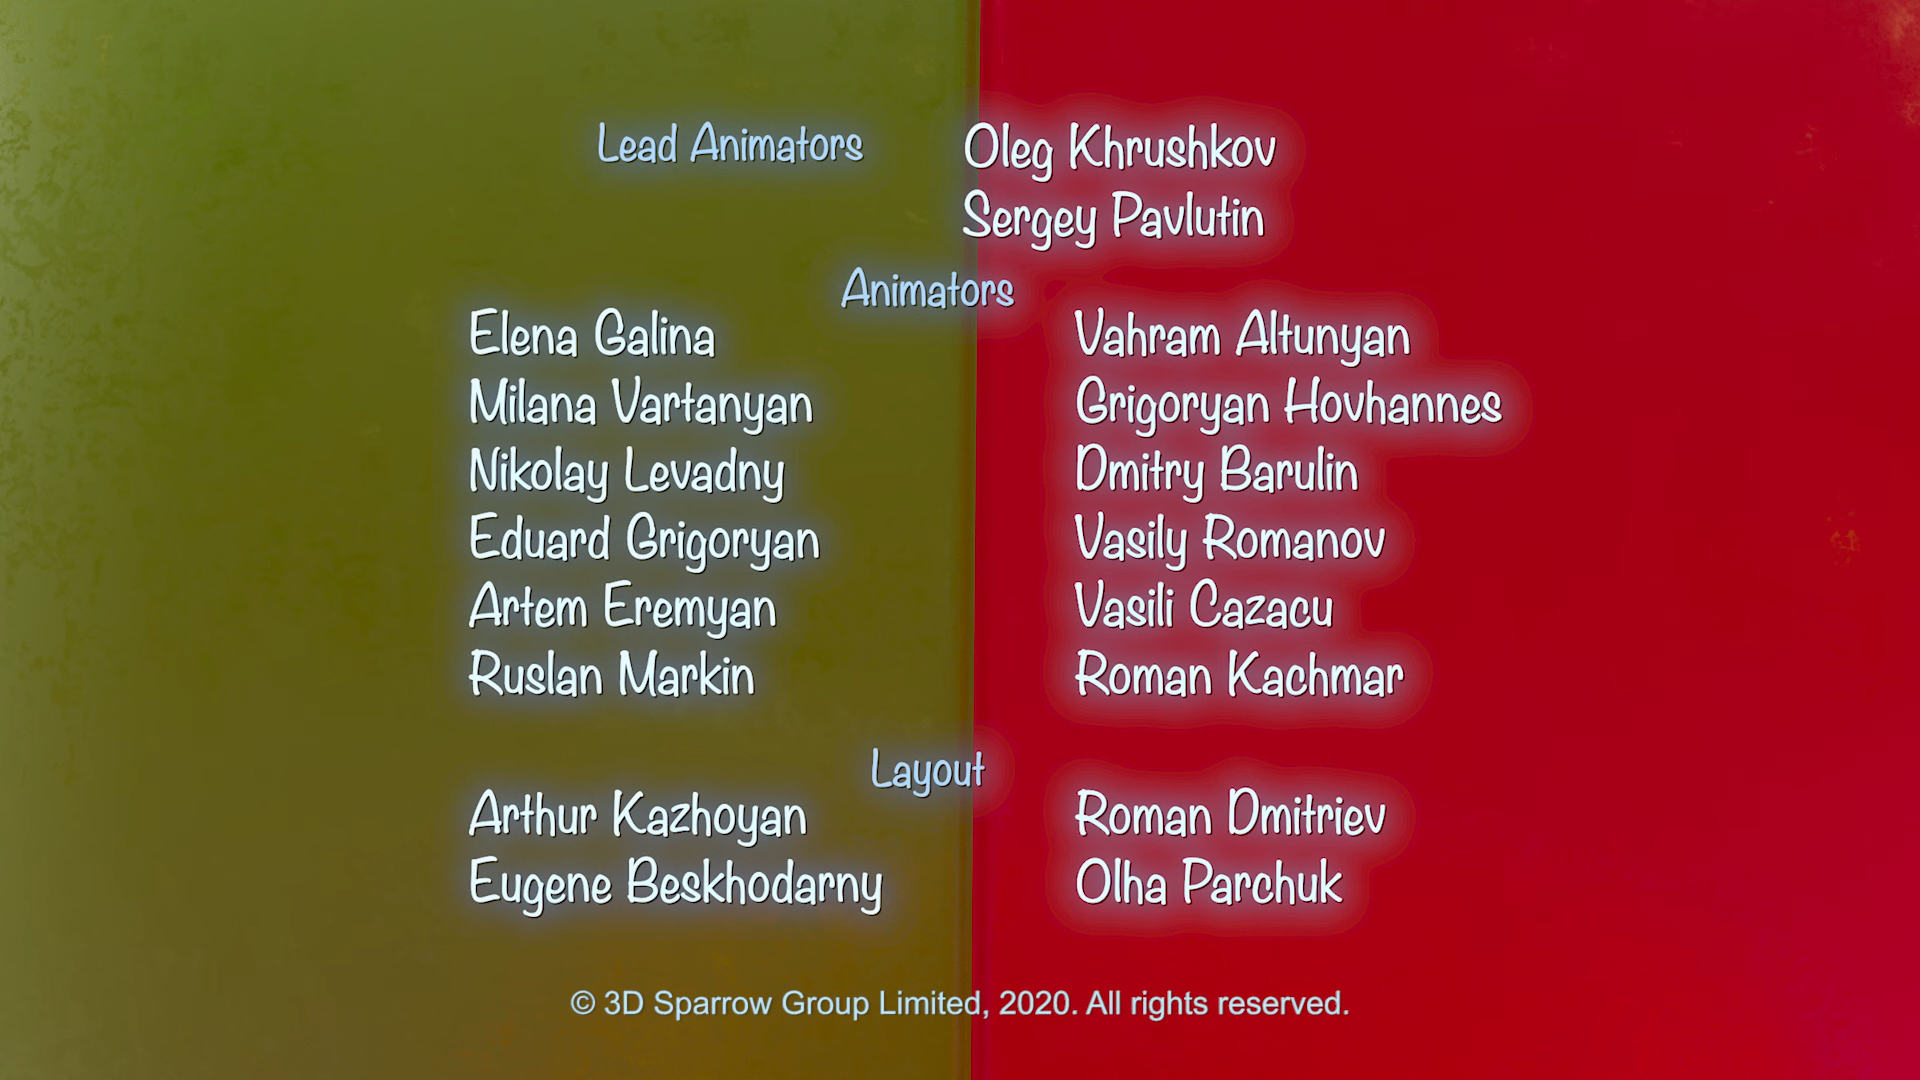 Lead Animators Oleg Khrushkov
Sergey Pavlutin
Animators
Elena Galina Vahram Altunyan
Milana Vartanyan Grigoryan Hovhannes
Nikolay Levadny Dmitry Barulin
Eduard Grigoryan Vasily Romanov
Artem Eremyan Vasili Cazacu
Ruslan Markin Roman Kachmar
Layout
Arthur Kazhoyan Roman Dmitriev
Eugene Beskhodarny Olha Parchuk
© 3D Sparrow Group Limited, 2020. All rights reserved.